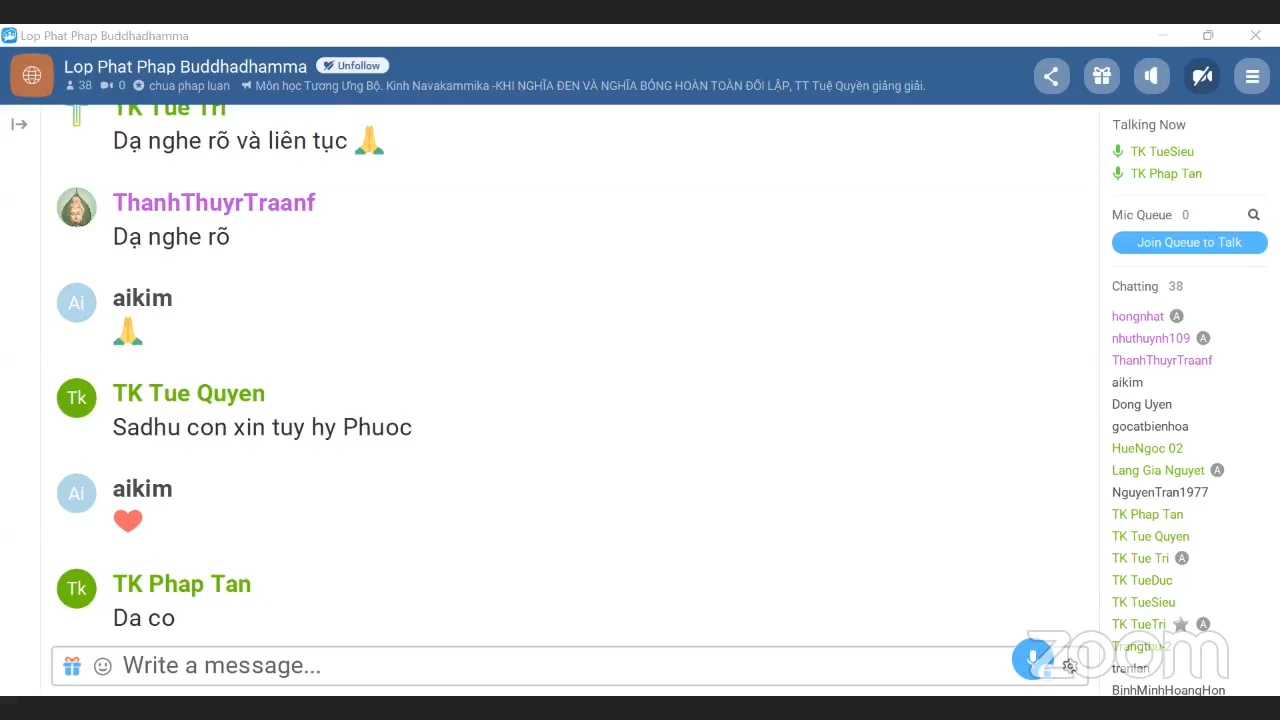 Lop Phat Phap Buddhadhamma
Lop Phat Phap Buddhadhamma Unfollow
38 0 chua phap luan Môn học Tương Ưng Bộ. Kinh Navakammika -KHI NGHĨA ĐEN VÀ NGHĨA BÓNG HOÀN TOÀN ĐỐI LẬP, TT Tuệ Quyền giảng giải.
TK Tue Tri
Dạ nghe rõ và liên tục
ThanhThuyrTraanf
Dạ nghe rõ
Ai
aikim
Tk
TK Tue Quyen
Sadhu con xin tuy hy Phuoc
Ai
aikim
Tk
TK Phap Tan
Da co
Write a message...
Talking Now
TK TueSieu
TK Phap Tan
Mic Queue 0
Join Queue to Talk
Chatting 38
hongnhat A
nhuthuynh109 A
ThanhThuyrTraanf
aikim
Dong Uyen
gocatbienhoa
HueNgoc 02
Lang Gia Nguyet A
NguyenTran1977
TK Phap Tan
TK Tue Quyen
TK Tue Tri A
TK TueDuc
TK TueSieu
TK TueTri A
Trangthu-2
tranlan
BinhMinhHoangHon
zoom